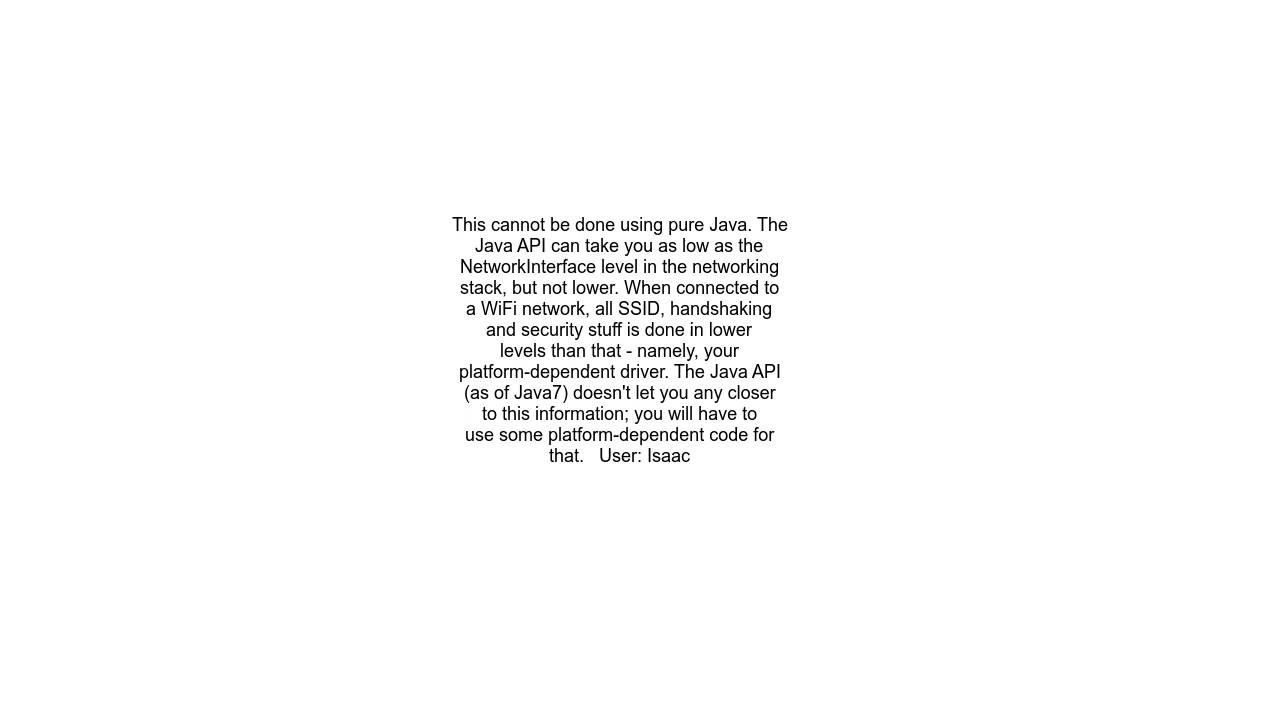 This cannot be done using pure Java. The
Java API can take you as low as the
NetworkInterface level in the networking
stack, but not lower. When connected to
a WiFi network, all SSID, handshaking
and security stuff is done in lower
levels than that - namely, your
platform-dependent driver. The Java API
(as of Java7) doesn't let you any closer
to this information; you will have to
use some platform-dependent code for
that.   User: Isaac